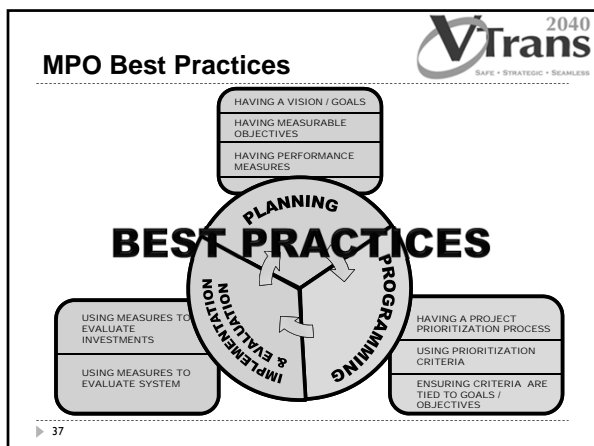 MPO Best Practices
VTrans 2040
SAFE • STRATEGIC • SEAMLESS
HAVING A VISION / GOALS
HAVING MEASURABLE
OBJECTIVES
HAVING PERFORMANCE
MEASURES
PLANNING
BEST PRACTICES
PROGRAMMING
IMPLEMENTATION
& EVALUATION
USING MEASURES TO
EVALUATE
INVESTMENTS
USING MEASURES TO
EVALUATE SYSTEM
HAVING A PROJECT
PRIORITIZATION PROCESS
USING PRIORITIZATION
CRITERIA
ENSURING CRITERIA ARE
TIED TO GOALS /
OBJECTIVES
37